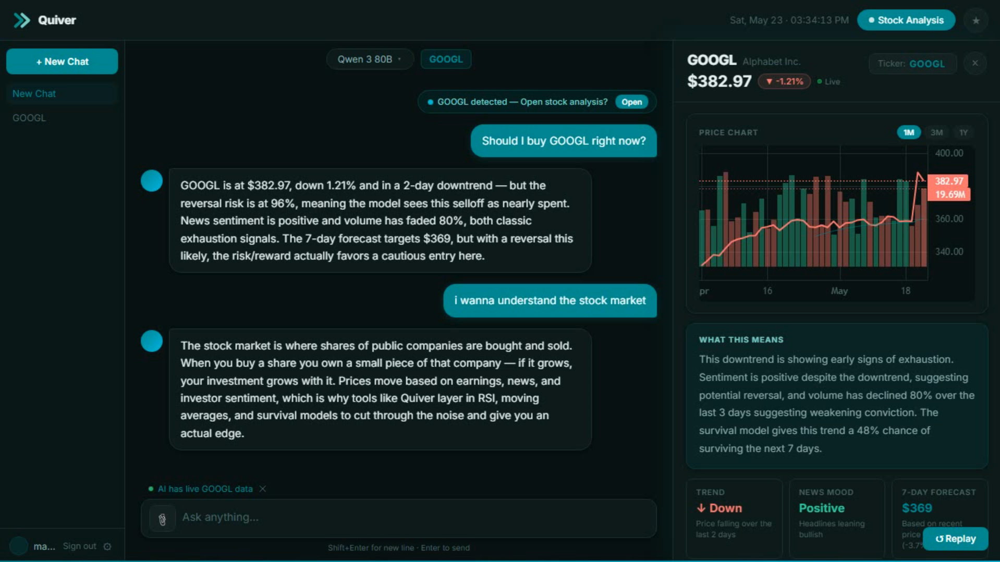 Quiver
Sat, May 23 · 03:34:13 PM
Stock Analysis
+ New Chat
New Chat
GOOGL
ma...
Sign out
Qwen 3 80B
GOOGL
GOOGL detected — Open stock analysis?
Open
Should I buy GOOGL right now?
GOOGL is at $382.97, down 1.21% and in a 2-day downtrend — but the
reversal risk is at 96%, meaning the model sees this selloff as nearly spent.
News sentiment is positive and volume has faded 80%, both classic
exhaustion signals. The 7-day forecast targets $369, but with a reversal this
likely, the risk/reward actually favors a cautious entry here.
i wanna understand the stock market
The stock market is where shares of public companies are bought and sold.
When you buy a share you own a small piece of that company — if it grows,
your investment grows with it. Prices move based on earnings, news, and
investor sentiment, which is why tools like Quiver layer in RSI, moving
averages, and survival models to cut through the noise and give you an
actual edge.
AI has live GOOGL data
Ask anything...
Shift+Enter for new line · Enter to send
GOOGL Alphabet Inc.
Ticker: GOOGL
$382.97
▼ -1.21%
Live
PRICE CHART
1M
3M
1Y
400.00
382.97
19.69M
360.00
340.00
pr
16
May
18
WHAT THIS MEANS
This downtrend is showing early signs of exhaustion.
Sentiment is positive despite the downtrend, suggesting
potential reversal, and volume has declined 80% over the
last 3 days suggesting weakening conviction. The
survival model gives this trend a 48% chance of
surviving the next 7 days.
TREND
↓ Down
Price falling over the
last 2 days
NEWS MOOD
Positive
Headlines leaning
bullish
7-DAY FORECAST
$369
Based on recent
price
(-3.7%
↺ Replay